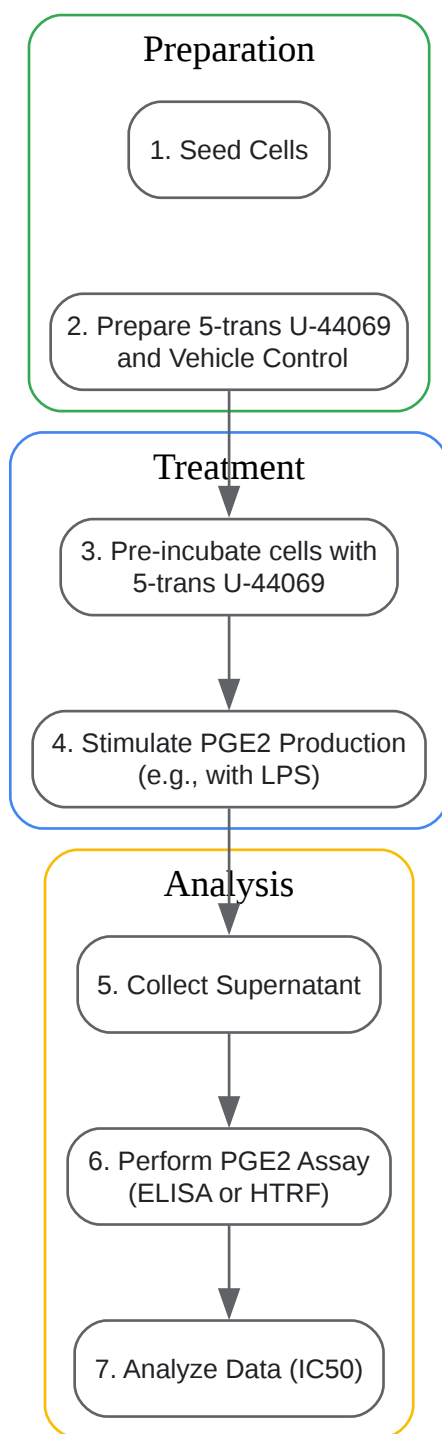 Preparation
1. Seed Cells
2. Prepare 5-trans U-44069
and Vehicle Control
Treatment
3. Pre-incubate cells with
5-trans U-44069
4. Stimulate PGE2 Production
(e.g., with LPS)
Analysis
5. Collect Supernatant
6. Perform PGE2 Assay
(ELISA or HTRF)
7. Analyze Data (IC50)